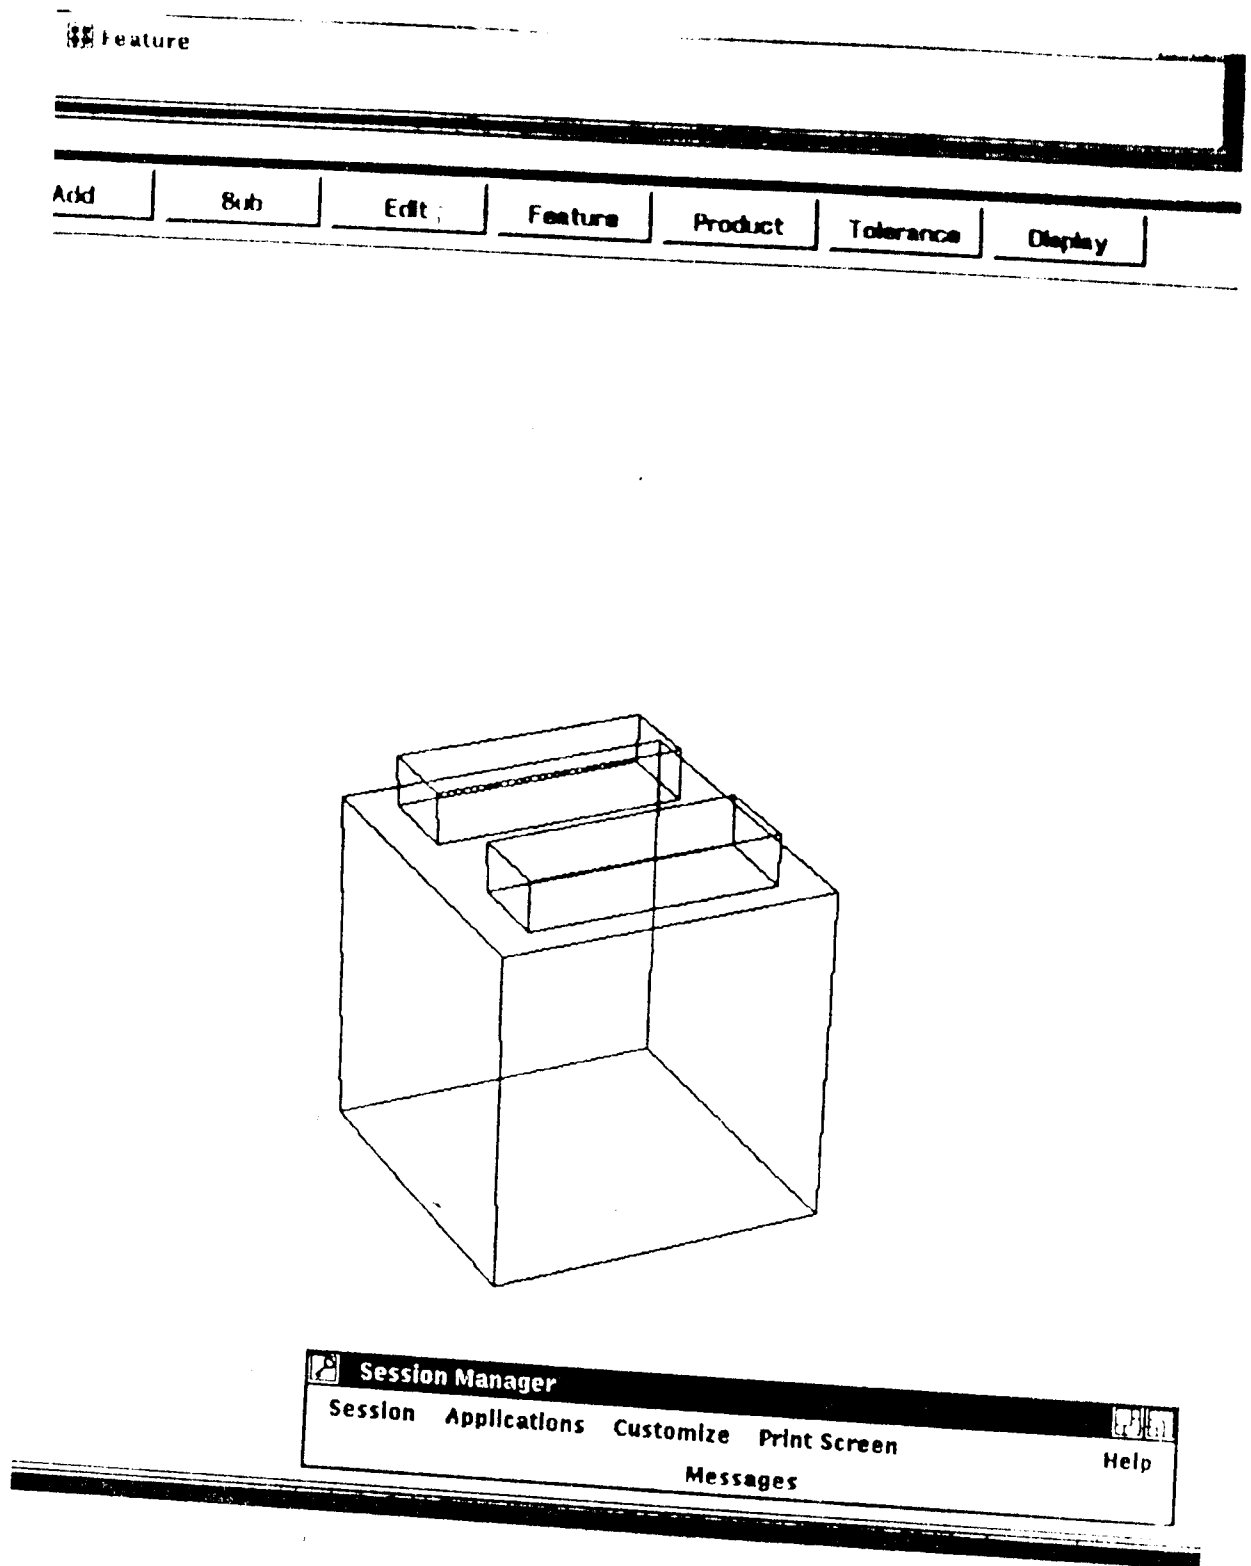 Feature
Add Sub Edit Feature Product Tolerance Display
Session Manager
Session Applications Customize Print Screen Help
Messages